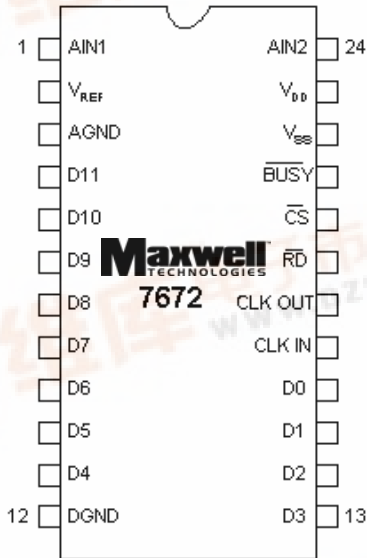 1 AIN1 AIN2 24
VREF VDD
AGND VSS
D11 BUSY
D10 CS
D9 RD
Maxwell
TECHNOLOGIES
7672
D8 CLK OUT
D7 CLK IN
D6 D0
D5 D1
D4 D2
12 DGND D3 13